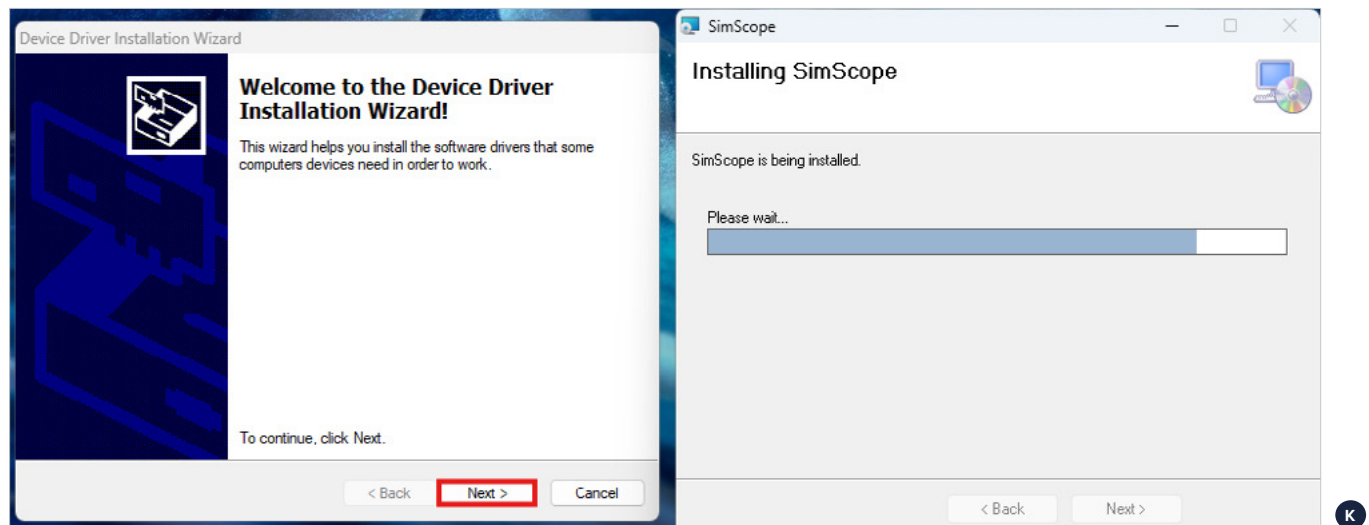 Device Driver Installation Wizard
Welcome to the Device Driver
Installation Wizard!
This wizard helps you install the software drivers that some
computers devices need in order to work.
To continue, click Next.
< Back
Next >
Cancel
SimScope
Installing SimScope
SimScope is being installed.
Please wait...
< Back
Next >
K